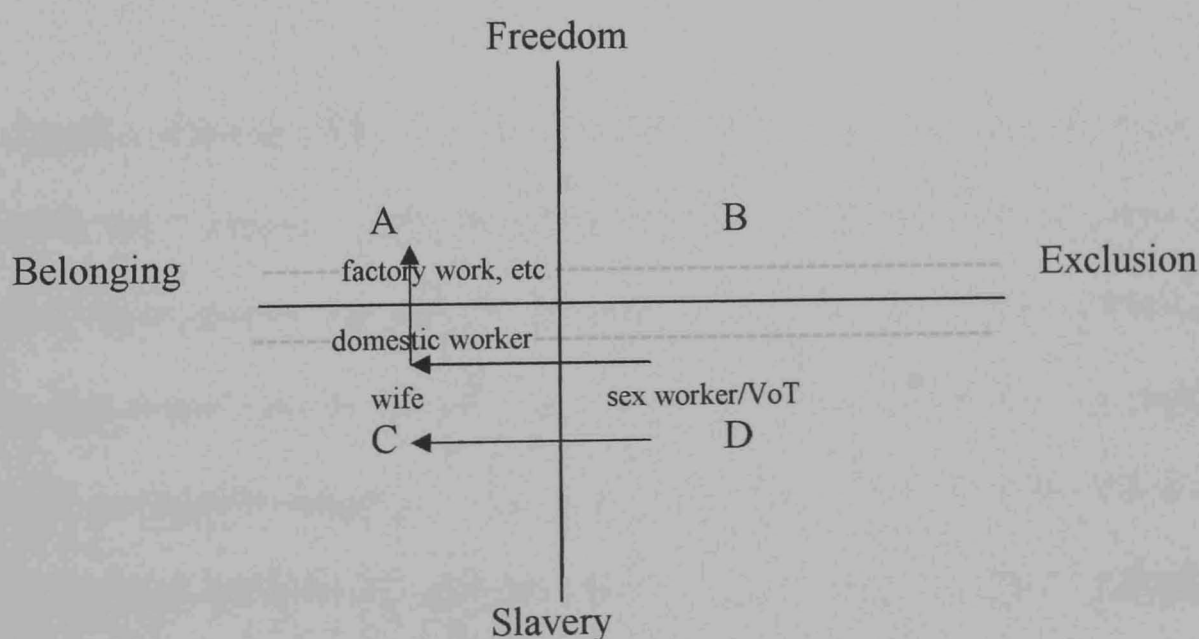 Freedom
A B
Belonging factory work, etc Exclusion
domestic worker
wife sex worker/VoT
C D
Slavery